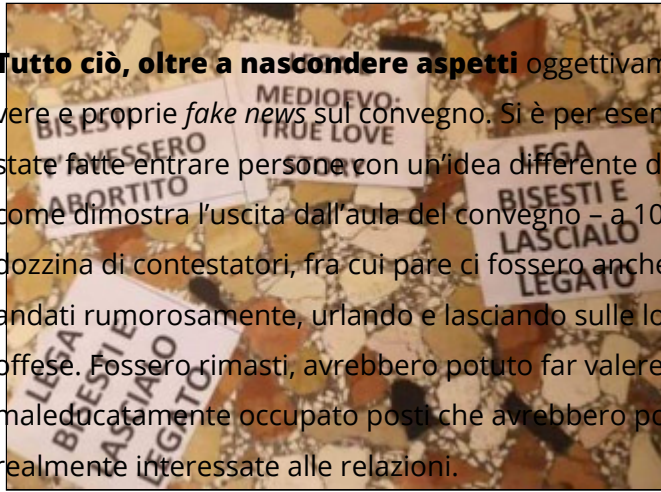 Tutto ciò, oltre a nascondere aspetti oggettivam
vere e proprie fake news sul convegno. Si è per esem
state fatte entrare persone con un'idea differente d
come dimostra l'uscita dall'aula del convegno – a 10
dozzina di contestatori, fra cui pare ci fossero anche
andati rumorosamente, urlando e lasciando sulle lo
offese. Fossero rimasti, avrebbero potuto far valere
maleducatamente occupato posti che avrebbero po
realmente interessate alle relazioni.
BISESTI
T'AVESSERO
ABORTITO
MEDIOEVO:
TRUE LOVE
STORY
LEGA
BISESTI E
LASCIALO
LEGATO
LEGA
BISESTI E
LASCIALO
LEGATO